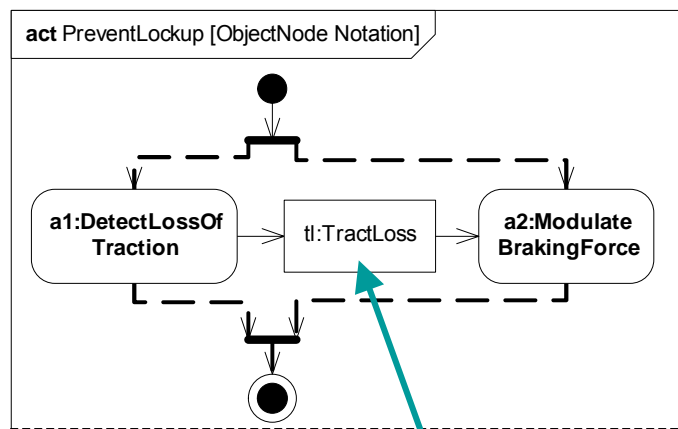 act PreventLockup [ObjectNode Notation]
a1:DetectLossOf
Traction
tl:TractLoss
a2:Modulate
BrakingForce